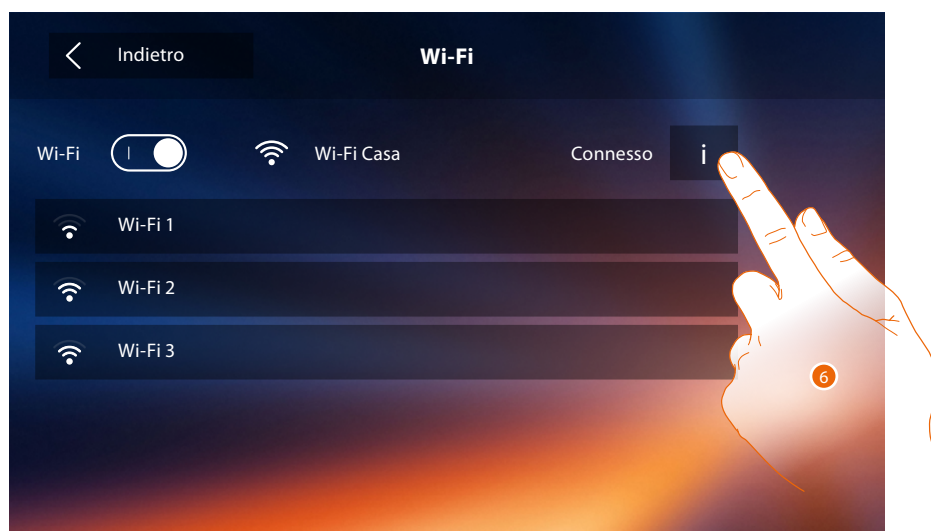 Indietro
Wi-Fi
Wi-Fi
Wi-Fi Casa
Connesso
i
Wi-Fi 1
Wi-Fi 2
Wi-Fi 3
6